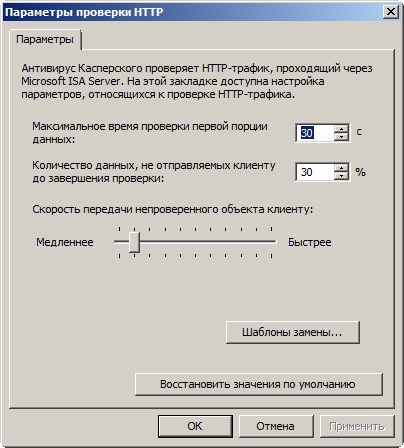 Параметры проверки HTTP
Параметры
Антивирус Касперского проверяет HTTP-трафик, проходящий через
Microsoft ISA Server. На этой закладке доступна настройка
параметров, относящихся к проверке HTTP-трафика.
Максимальное время проверки первой порции
данных:
30 с
Количество данных, не отправляемых клиенту
до завершения проверки:
30 %
Скорость передачи непроверенного объекта клиенту:
Медленнее Быстрее
Шаблоны замены...
Восстановить значения по умолчанию
ОК Отмена Применить